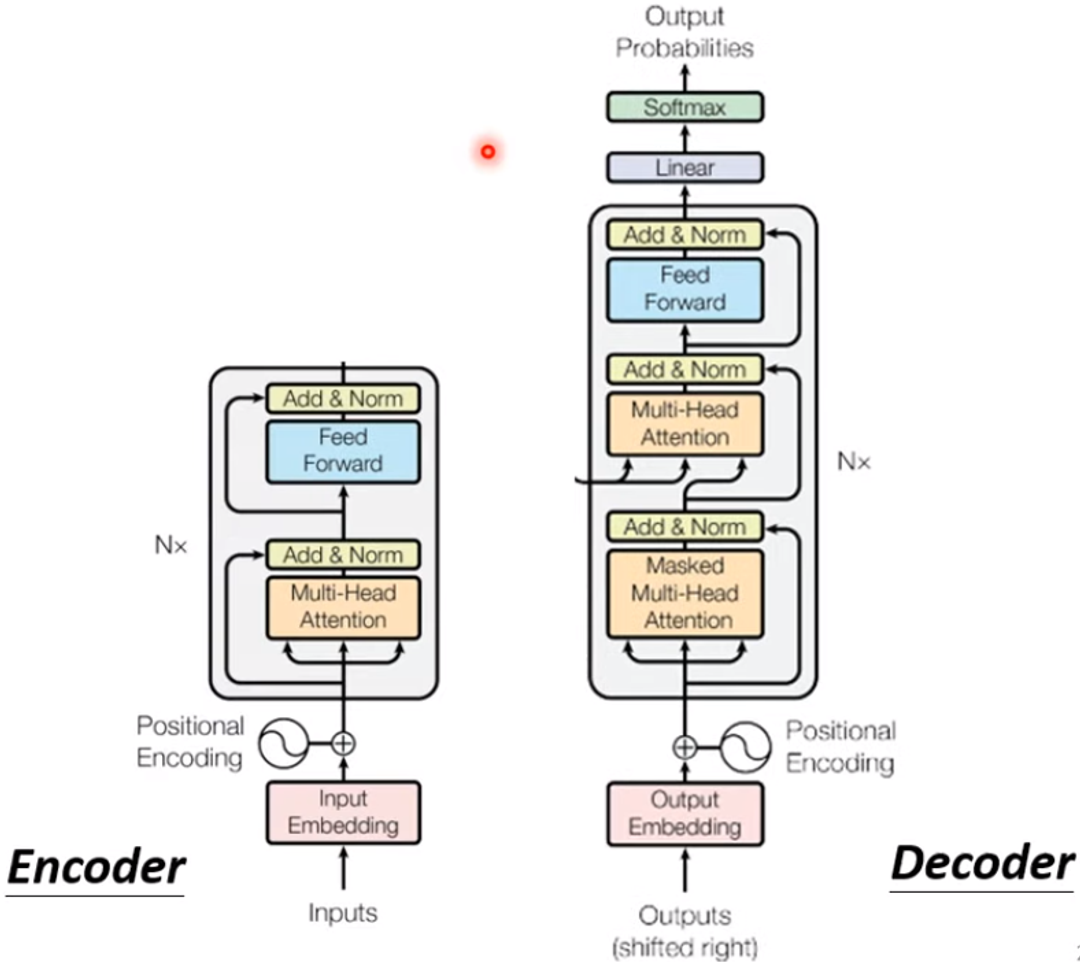 Output
Probabilities
Softmax
Linear
Add & Norm
Feed
Forward
Add & Norm
Multi-Head
Attention
Nx
Add & Norm
Masked
Multi-Head
Attention
Positional
Encoding
Output
Embedding
Outputs
(shifted right)
Decoder
Add & Norm
Feed
Forward
Nx
Add & Norm
Multi-Head
Attention
Positional
Encoding
Input
Embedding
Inputs
Encoder